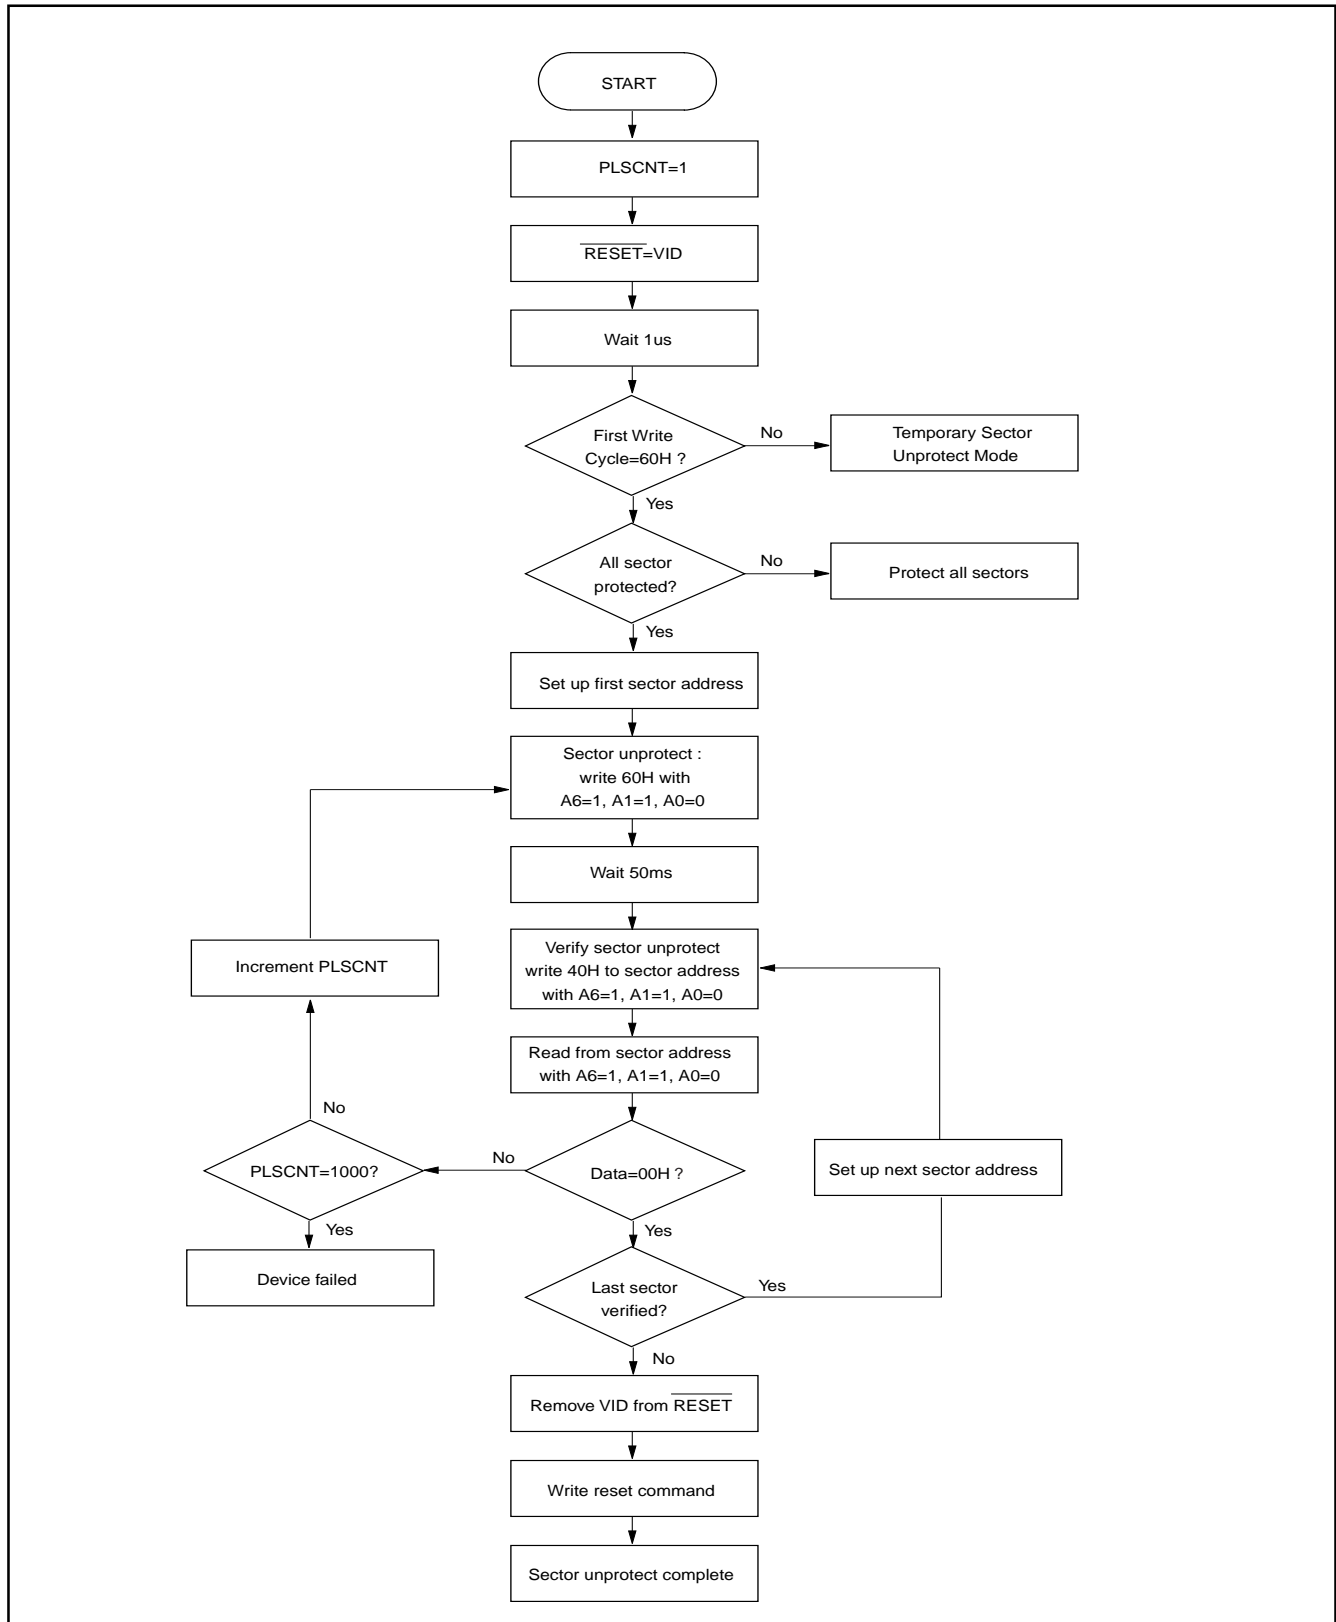 START
PLSCNT=1
RESET=VID
Wait 1us
First Write
Cycle=60H ?
No
Temporary Sector
Unprotect Mode
Yes
All sector
protected?
No
Protect all sectors
Yes
Set up first sector address
Sector unprotect :
write 60H with
A6=1, A1=1, A0=0
Wait 50ms
Increment PLSCNT
Verify sector unprotect
write 40H to sector address
with A6=1, A1=1, A0=0
Read from sector address
with A6=1, A1=1, A0=0
No
PLSCNT=1000?
No
Data=00H ?
Set up next sector address
Yes
Yes
Device failed
Last sector
verified?
Yes
No
Remove VID from RESET
Write reset command
Sector unprotect complete